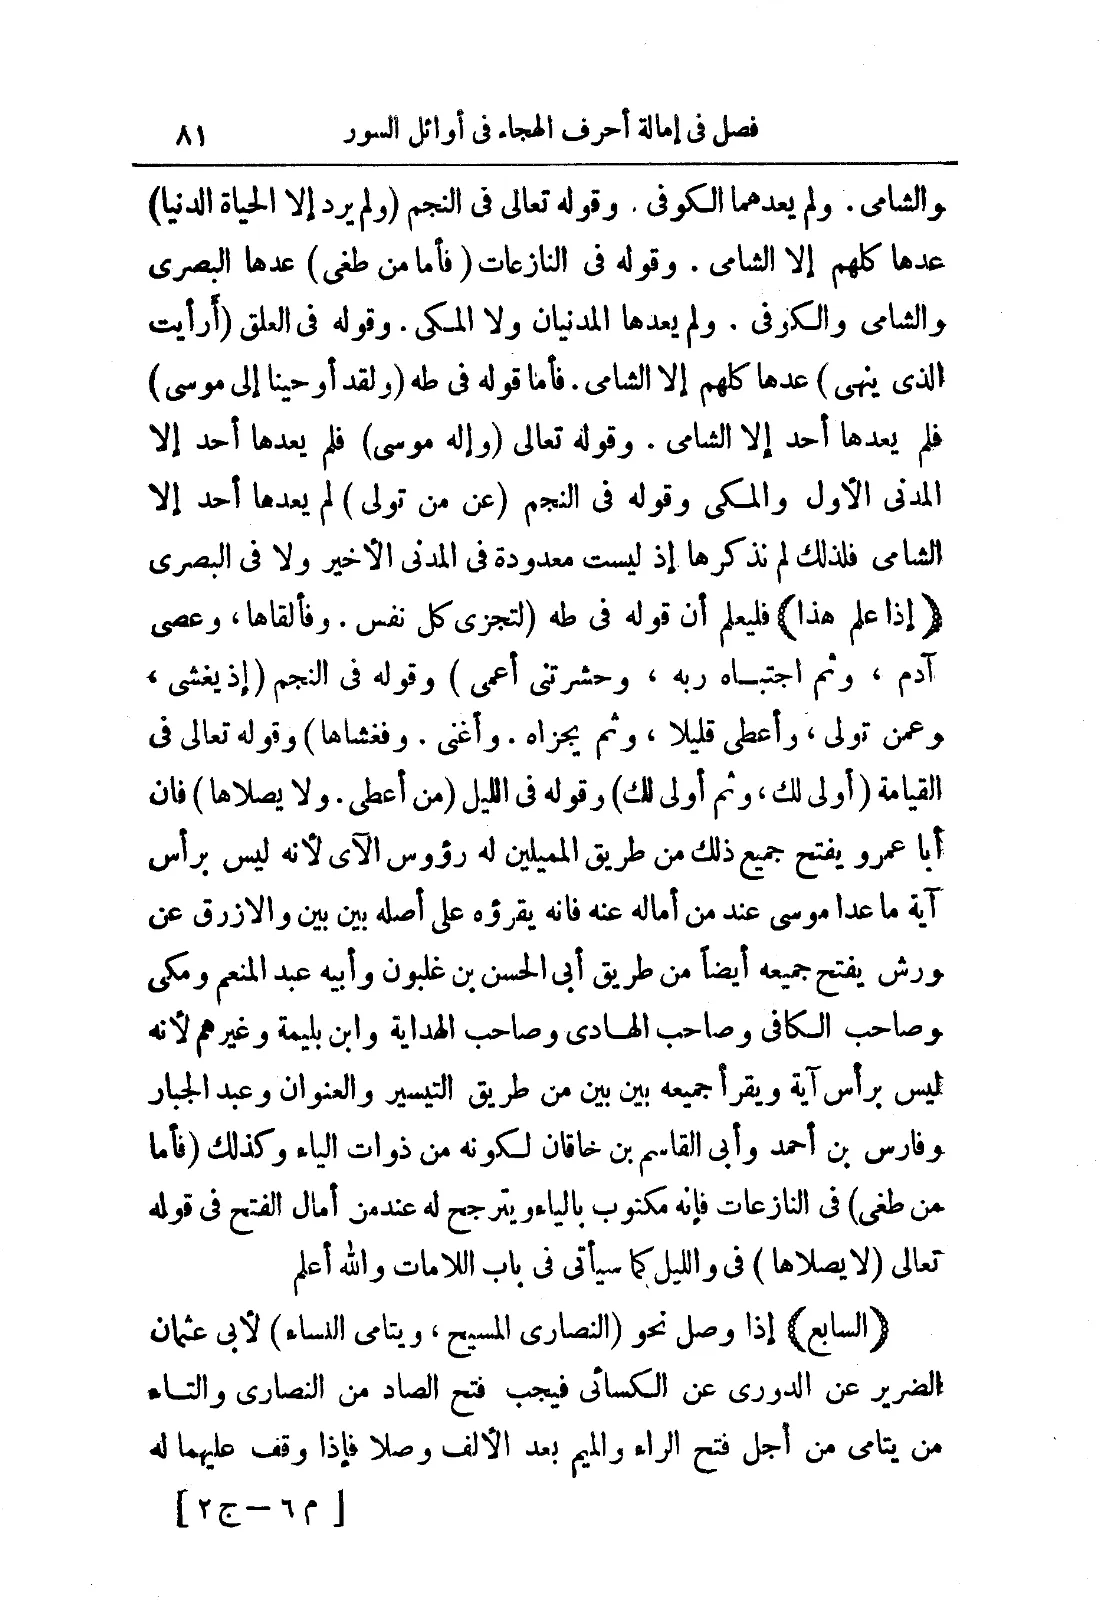 فصل فى إمالة أحرف الهجاء فى أوائل السور ٨١
والشامى . ولم يعدهما الكوفى . وقوله تعالى فى النجم (ولم يرد إلا الحياة الدنيا)
عدها كلهم إلا الشامى . وقوله فى النازعات (فأما من طغى) عدها البصرى
والشامى والكوفى . ولم يعدها المدنيان ولا المكى . وقوله فى العلق (أرأيت
الذى ينهى) عدها كلهم إلا الشامى . فأما قوله فى طه (ولقد أوحينا إلى موسى)
فلم يعدها أحد إلا الشامى . وقوله تعالى (وإله موسى) فلم يعدها أحد إلا
المدنى الأول والمكى وقوله فى النجم (عن من تولى) لم يعدها أحد إلا
الشامى فلذلك لم نذكرها إذ ليست معدودة فى المدنى الأخير ولا فى البصرى
﴿إذا علم هذا﴾ فليعلم أن قوله فى طه (لتجزى كل نفس . وفألقاها ، وعصى
آدم ، وثم اجتباه ربه ، وحشرتنى أعمى) وقوله فى النجم (إذ يغشى ،
وعمن تولى ، وأعطى قليلا ، وثم يجزاه . وأغنى . وفغشاها) وقوله تعالى فى
القيامة (أولى لك ، وثم أولى لك) وقوله فى الليل (من أعطى . ولا يصلاها) فان
أبا عمرو يفتح جميع ذلك من طريق المميلين له رؤوس الآى لأنه ليس برأس
آية ما عدا موسى عند من أماله عنه فانه يقرؤه على أصله بين بين والازرق عن
ورش يفتح جميعه أيضاً من طريق أبى الحسن بن غلبون وأبيه عبد المنعم ومكى
وصاحب الكافى وصاحب الهادى وصاحب الهداية وابن بليمة وغيرهم لأنه
ليس برأس آية ويقرأ جميعه بين بين من طريق التيسير والعنوان وعبد الجبار
وفارس بن أحمد وأبى القاسم بن خاقان لكونه من ذوات الياء وكذلك (فأما
من طغى) فى النازعات فإنه مكتوب بالياء ويترجح له عند من أمال الفتح فى قوله
تعالى (لا يصلاها) فى والليل كما سيأتى فى باب اللامات والله أعلم
﴿السابع﴾ إذا وصل نحو (النصارى المسيح ، ويتامى النساء) لأبى عثمان
الضرير عن الدورى عن الكسائى فيجب فتح الصاد من النصارى والتاء
من يتامى من أجل فتح الراء والميم بعد الألف وصلا فإذا وقف عليهما له
[ م ٦ - ج ٢ ]